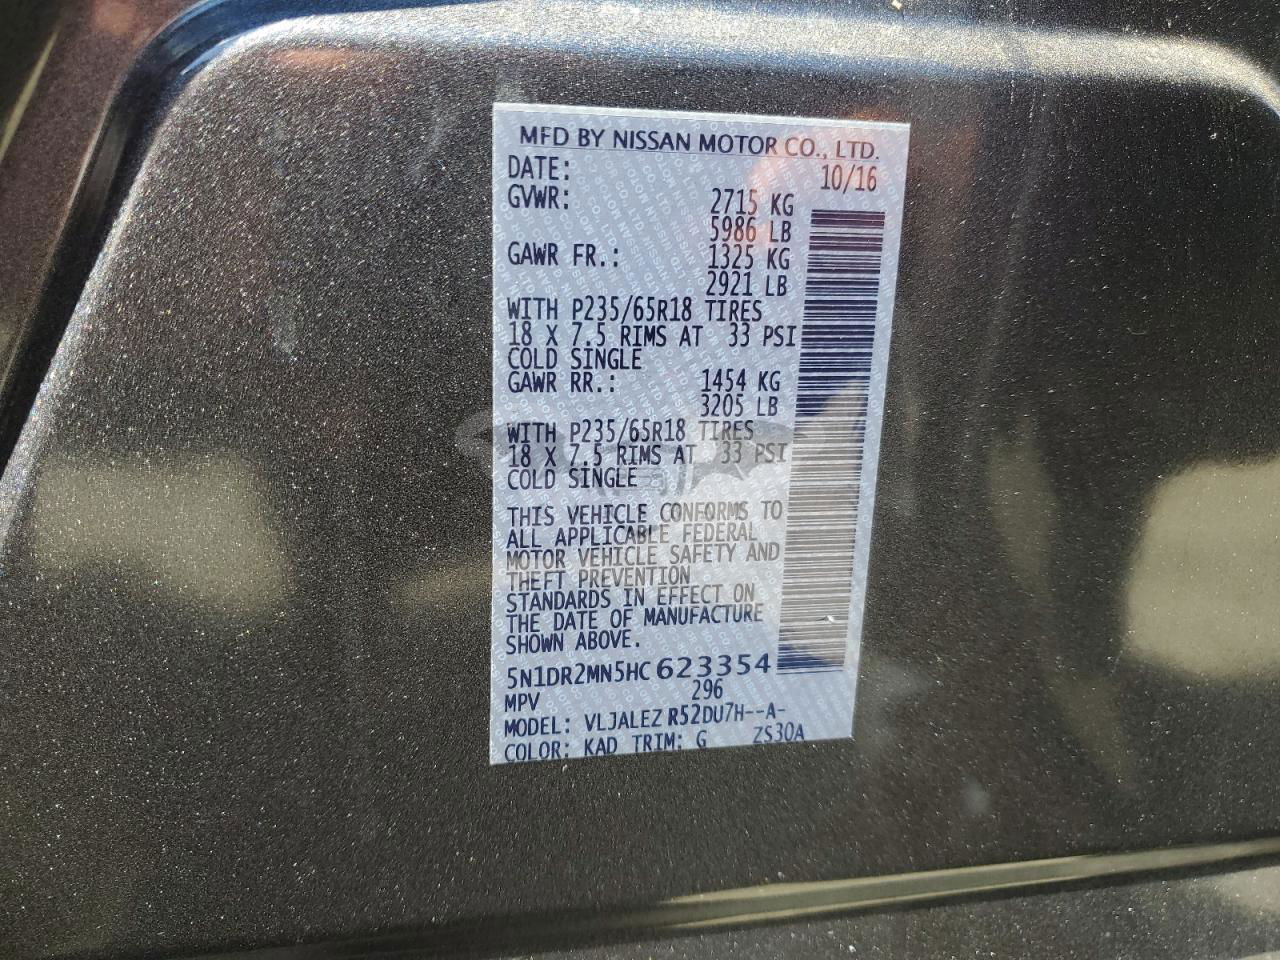 MFD BY NISSAN MOTOR CO., LTD.
DATE: 10/16
GVWR: 2715 KG
5986 LB
GAWR FR.: 1325 KG
2921 LB
WITH P235/65R18 TIRES
18 X 7.5 RIMS AT 33 PSI
COLD SINGLE
GAWR RR.: 1454 KG
3205 LB
WITH P235/65R18 TIRES
18 X 7.5 RIMS AT 33 PSI
COLD SINGLE
THIS VEHICLE CONFORMS TO
ALL APPLICABLE FEDERAL
MOTOR VEHICLE SAFETY AND
THEFT PREVENTION
STANDARDS IN EFFECT ON
THE DATE OF MANUFACTURE
SHOWN ABOVE.
5N1DR2MN5HC623354
MPV 296
MODEL: VLJALEZ R52DU7H--A-
COLOR: KAD TRIM: G ZS30A